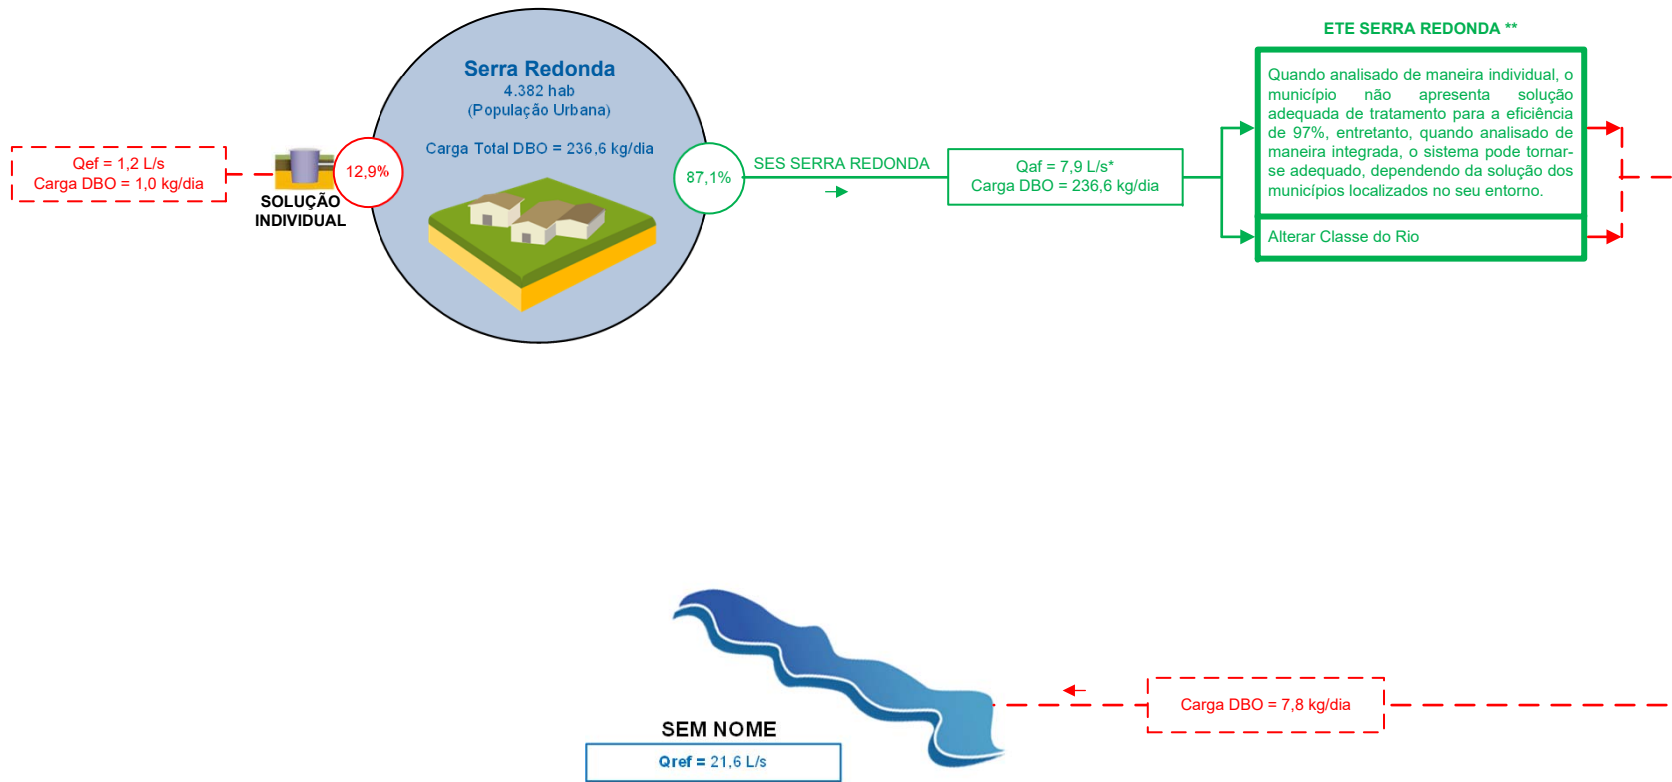 ETE SERRA REDONDA **
Serra Redonda
4.382 hab
(População Urbana)
Carga Total DBO = 236,6 kg/dia
Qef = 1,2 L/s
Carga DBO = 1,0 kg/dia
SOLUÇÃO
INDIVIDUAL
12,9%
87,1%
SES SERRA REDONDA
Qaf = 7,9 L/s*
Carga DBO = 236,6 kg/dia
Quando analisado de maneira individual, o
município não apresenta solução
adequada de tratamento para a eficiência
de 97%, entretanto, quando analisado de
maneira integrada, o sistema pode tornar-
se adequado, dependendo da solução dos
municípios localizados no seu entorno.
Alterar Classe do Rio
SEM NOME
Qref = 21,6 L/s
Carga DBO = 7,8 kg/dia